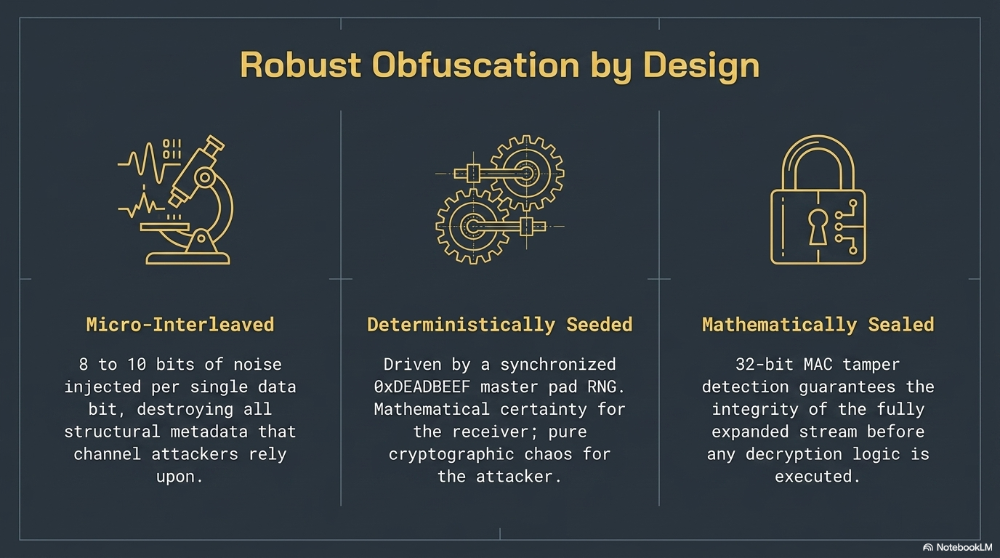 Robust Obfuscation by Design
011
011
Micro-Interleaved
8 to 10 bits of noise
injected per single data
bit, destroying all
structural metadata that
channel attackers rely
upon.
Deterministically Seeded
Driven by a synchronized
0xDEADBEEF master pad RNG.
Mathematical certainty for
the receiver; pure
cryptographic chaos for
the attacker.
Mathematically Sealed
32-bit MAC tamper
detection guarantees the
integrity of the fully
expanded stream before
any decryption logic is
executed.
NotebookLM